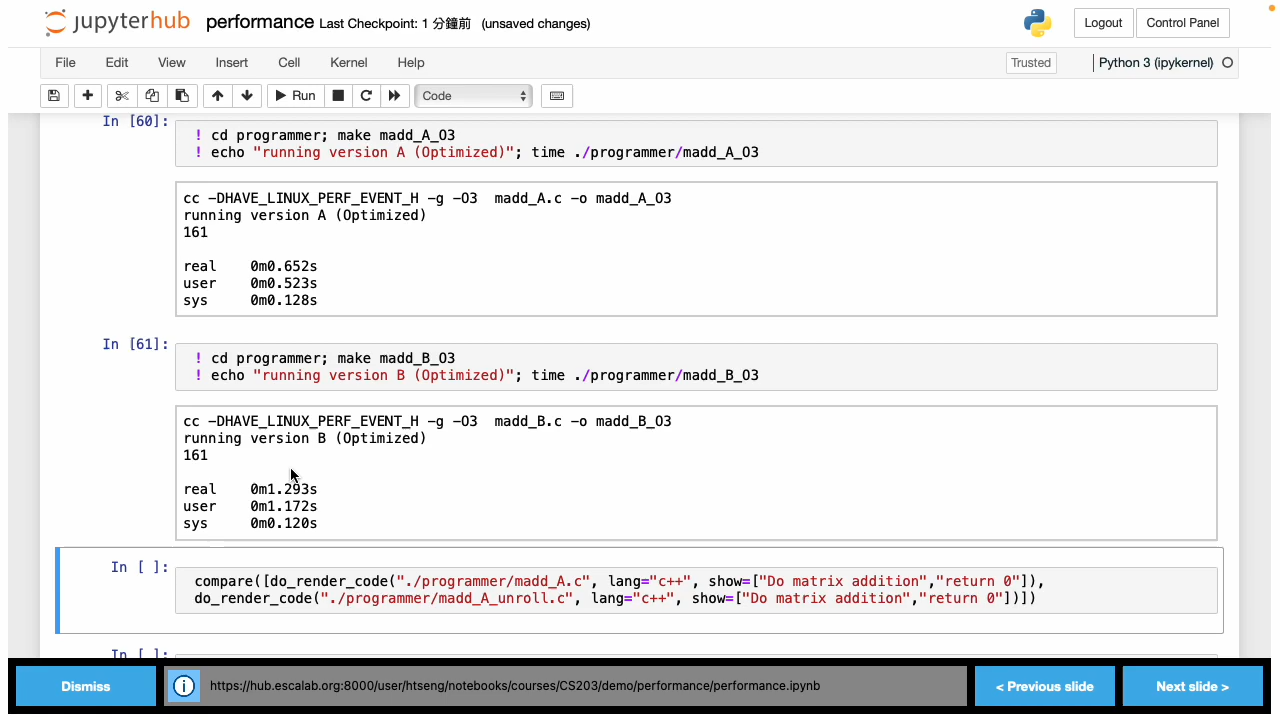 jupyterhub performance Last Checkpoint: 1 分鐘前 (unsaved changes) Logout Control Panel
File Edit View Insert Cell Kernel Help Trusted Python 3 (ipykernel)
Run Code
In [60]: ! cd programmer; make madd_A_O3
! echo "running version A (Optimized)"; time ./programmer/madd_A_O3
cc -DHAVE_LINUX_PERF_EVENT_H -g -O3 madd_A.c -o madd_A_O3
running version A (Optimized)
161
real 0m0.652s
user 0m0.523s
sys 0m0.128s
In [61]: ! cd programmer; make madd_B_O3
! echo "running version B (Optimized)"; time ./programmer/madd_B_O3
cc -DHAVE_LINUX_PERF_EVENT_H -g -O3 madd_B.c -o madd_B_O3
running version B (Optimized)
161
real 0m1.293s
user 0m1.172s
sys 0m0.120s
In [ ]: compare([do_render_code("./programmer/madd_A.c", lang="c++", show=["Do matrix addition","return 0"]),
do_render_code("./programmer/madd_A_unroll.c", lang="c++", show=["Do matrix addition","return 0"])])
In [ ]:
Dismiss https://hub.escalab.org:8000/user/htseng/notebooks/courses/CS203/demo/performance/performance.ipynb < Previous slide Next slide >